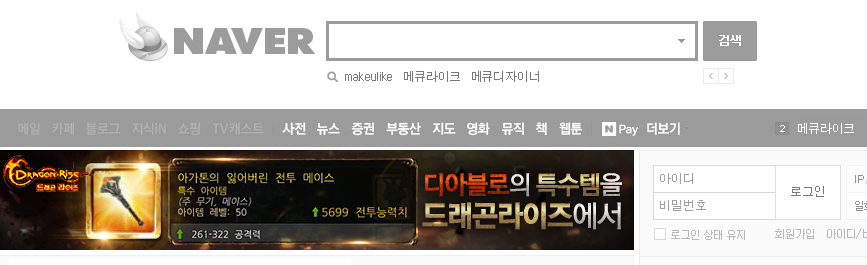 NAVER
검색
makeulike 메큐라이크 메큐디자이너
메일 카페 블로그 지식iN 쇼핑 TV캐스트 사전 뉴스 증권 부동산 지도 영화 뮤직 책 웹툰 N Pay 더보기 2 메큐라이크
DRAGON RISE
드래곤 라이즈
아가톤의 잃어버린 전투 메이스
특수 아이템
(주 무기, 메이스)
아이템 레벨: 50
5699 전투능력치
261-322 공격력
디아블로의 특수템을
드래곤라이즈에서
아이디
비밀번호
로그인
로그인 상태 유지
회원가입 아이디/
IP